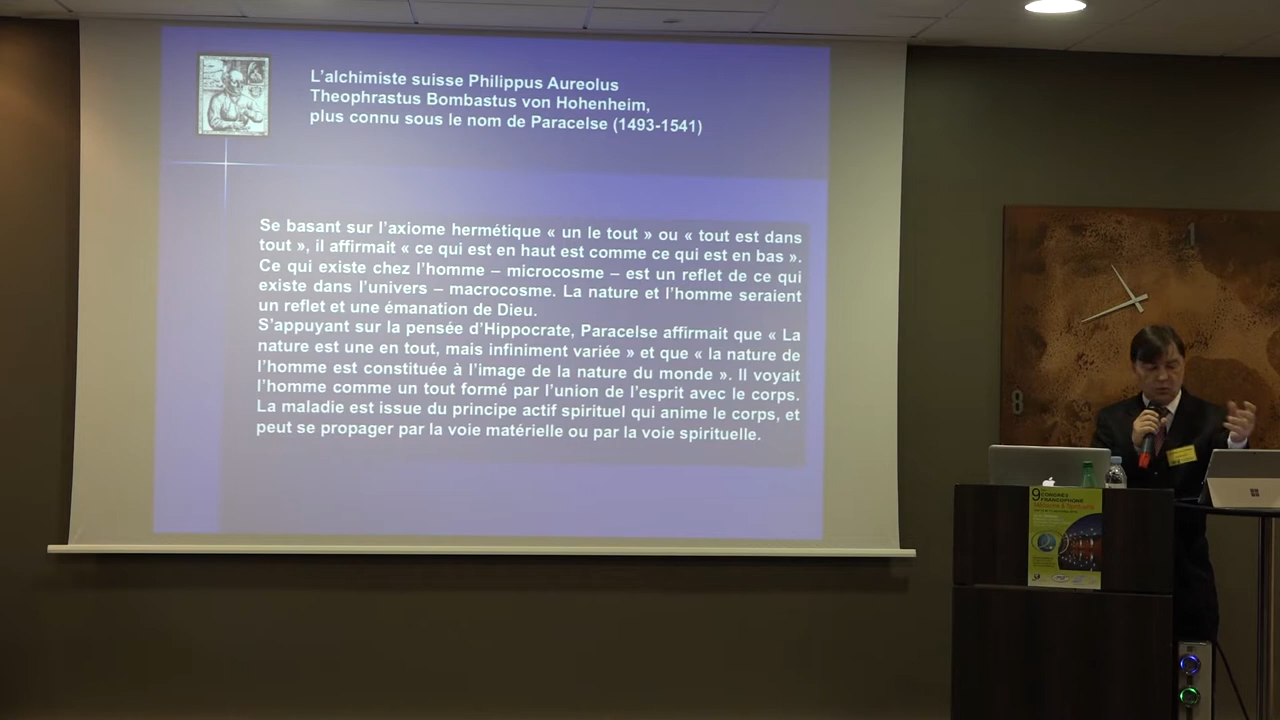 L'alchimiste suisse Philippus Aureolus
Theophrastus Bombastus von Hohenheim,
plus connu sous le nom de Paracelse (1493-1541)
Se basant sur l'axiome hermétique « un le tout » ou « tout est dans
tout », il affirmait « ce qui est en haut est comme ce qui est en bas ».
Ce qui existe chez l'homme – microcosme – est un reflet de ce qui
existe dans l'univers – macrocosme. La nature et l'homme seraient
un reflet et une émanation de Dieu.
S'appuyant sur la pensée d'Hippocrate, Paracelse affirmait que « La
nature est une en tout, mais infiniment variée » et que « la nature de
l'homme est constituée à l'image de la nature du monde ». Il voyait
l'homme comme un tout formé par l'union de l'esprit avec le corps.
La maladie est issue du principe actif spirituel qui anime le corps, et
peut se propager par la voie matérielle ou par la voie spirituelle.
1
8
9
CONGRÈS
FRANCOPHONE